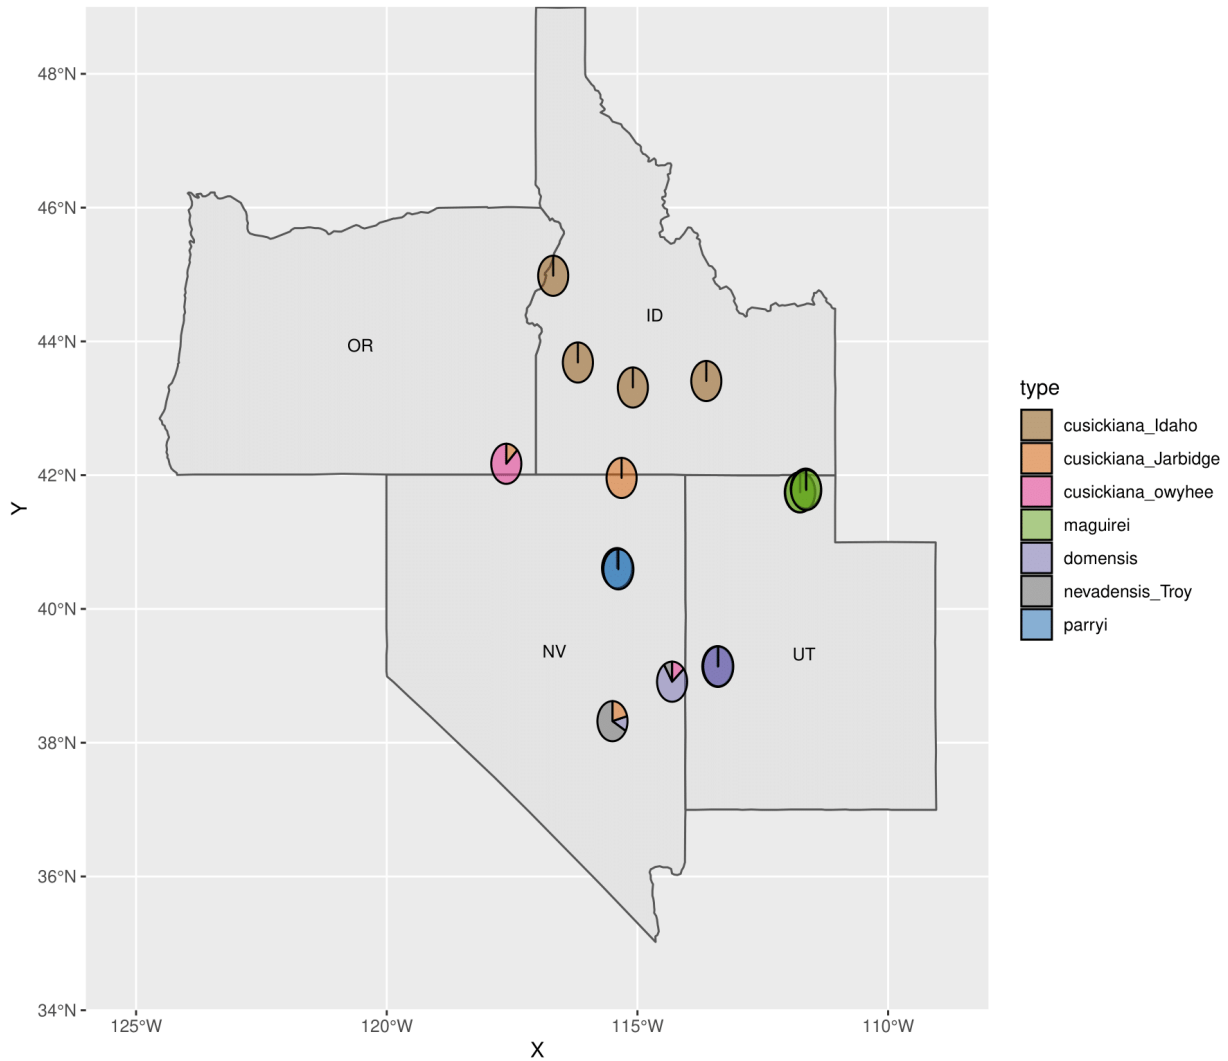 48°N
46°N
44°N
42°N
40°N
38°N
36°N
34°N
Y
OR
ID
NV
UT
125°W 120°W 115°W 110°W
X
type
cusickiana_Idaho
cusickiana_Jarbidge
cusickiana_owyhee
maguirei
domensis
nevadensis_Troy
parryi